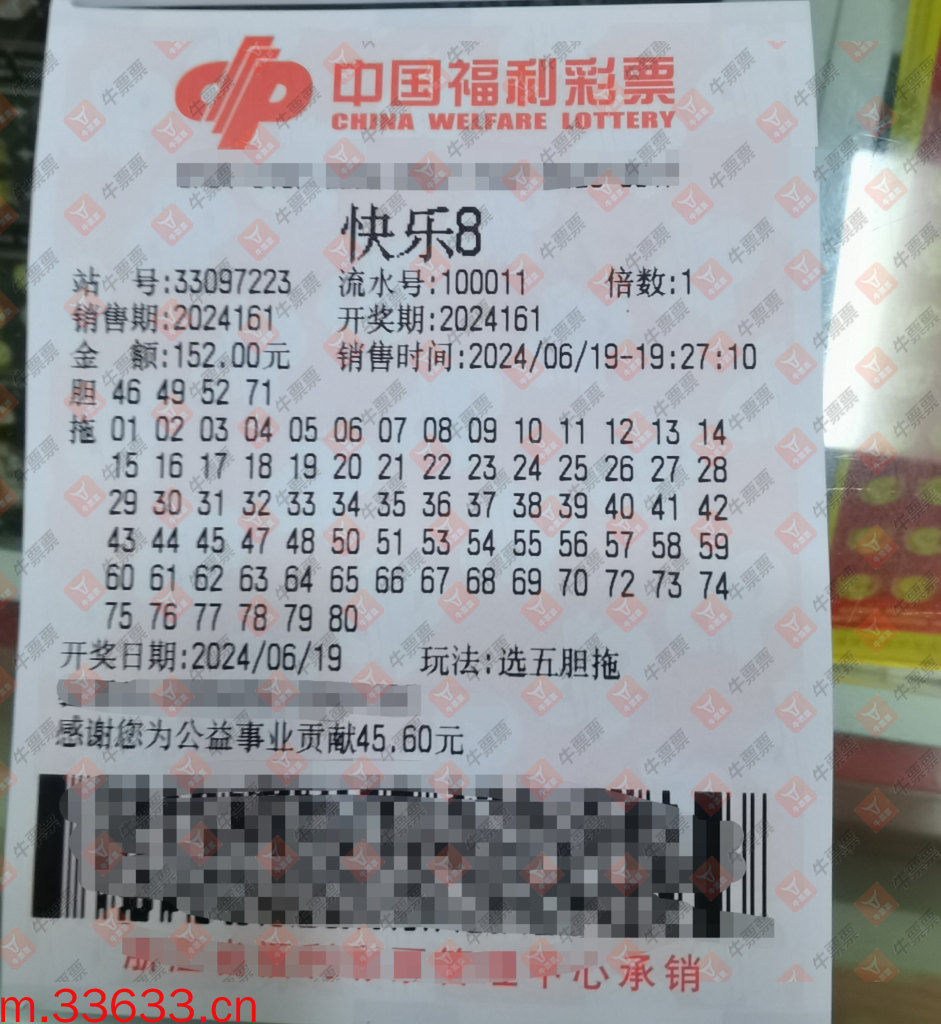 中国福利彩票
CHINA WELFARE LOTTERY
快乐8
站 号:33097223 流水号:100011 倍数:1
销售期:2024161 开奖期:2024161
金 额:152.00元 销售时间:2024/06/19-19:27:10
胆 46 49 52 71
拖 01 02 03 04 05 06 07 08 09 10 11 12 13 14
15 16 17 18 19 20 21 22 23 24 25 26 27 28
29 30 31 32 33 34 35 36 37 38 39 40 41 42
43 44 45 47 48 50 51 53 54 55 56 57 58 59
60 61 62 63 64 65 66 67 68 69 70 72 73 74
75 76 77 78 79 80
开奖日期:2024/06/19 玩法:选五胆拖
感谢您为公益事业贡献45.60元
中心承销
m.33633.cn
牛票票